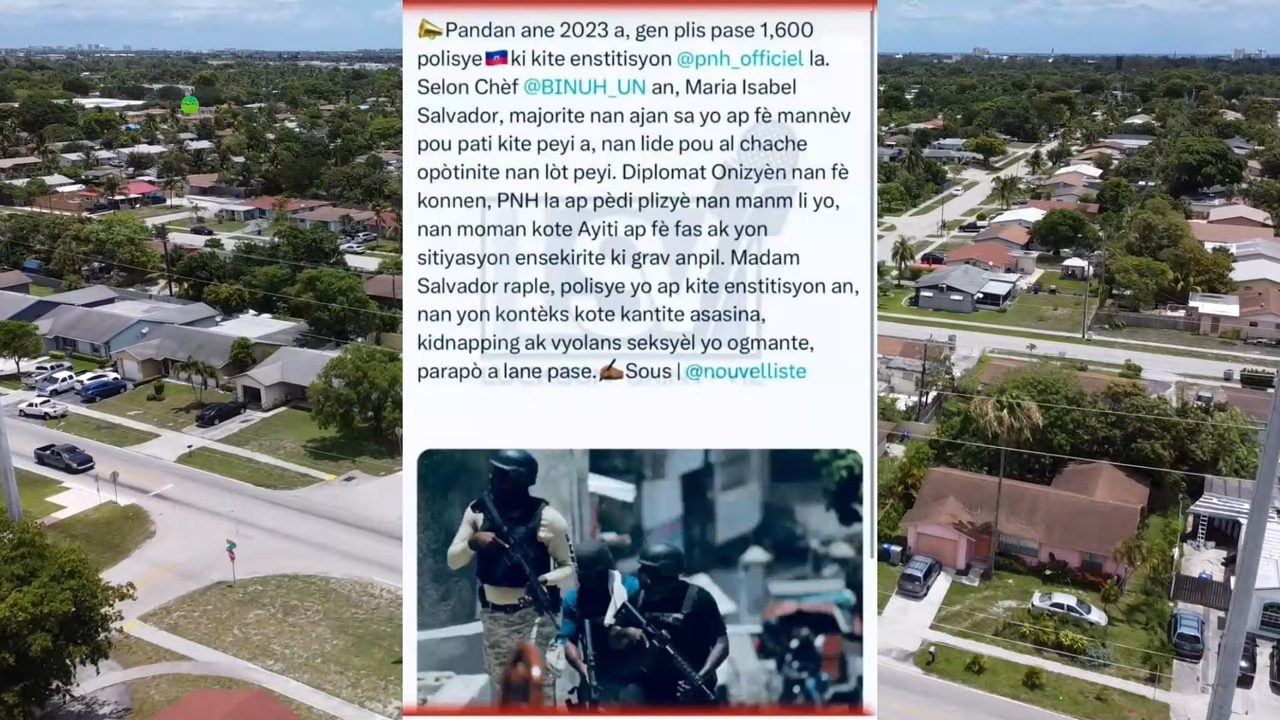 📣Pandan ane 2023 a, gen plis pase 1,600
polisye🇭🇹ki kite enstitisyon @pnh_officiel la.
Selon Chèf @BINUH_UN an, Maria Isabel
Salvador, majorite nan ajan sa yo ap fè mannèv
pou pati kite peyi a, nan lide pou al chache
opòtinite nan lòt peyi. Diplomat Onizyèn nan fè
konnen, PNH la ap pèdi plizyè nan manm li yo,
nan moman kote Ayiti ap fè fas ak yon
sitiyasyon ensekirite ki grav anpil. Madam
Salvador raple, polisye yo ap kite enstitisyon an,
nan yon kontèks kote kantite asasina,
kidnapping ak vyolans seksyèl yo ogmante,
parapò a lane pase.✍🏾Sous | @nouvelliste